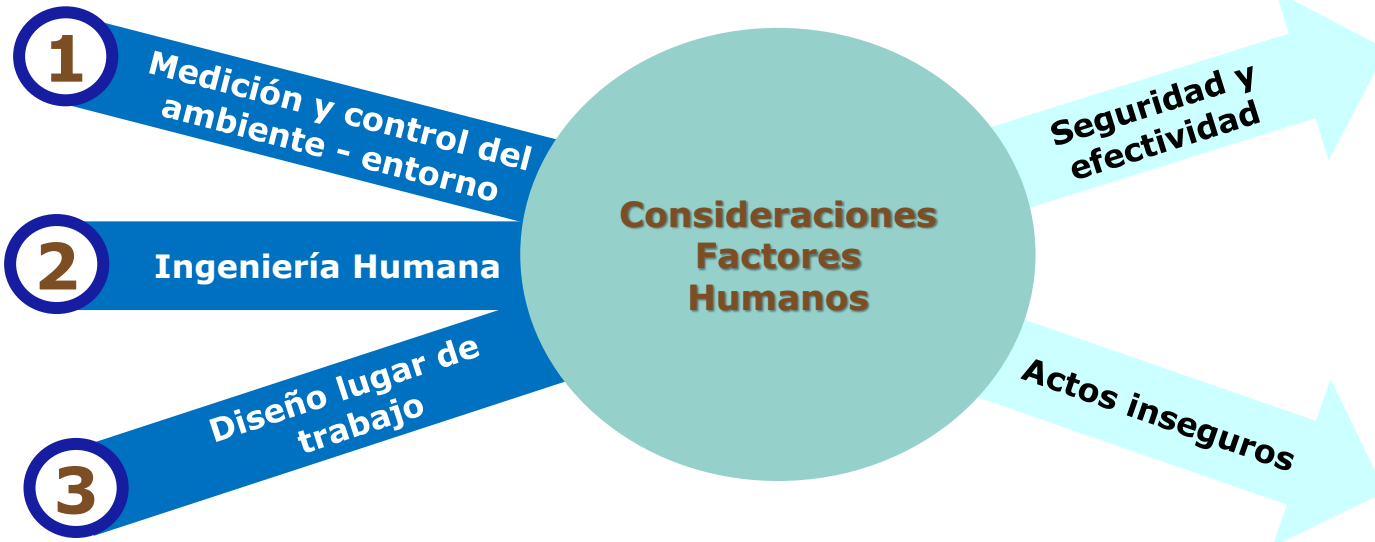 1
Medición y control del
ambiente - entorno
2
Ingeniería Humana
3
Diseño lugar de
trabajo
Consideraciones
Factores
Humanos
Seguridad y
efectividad
Actos inseguros